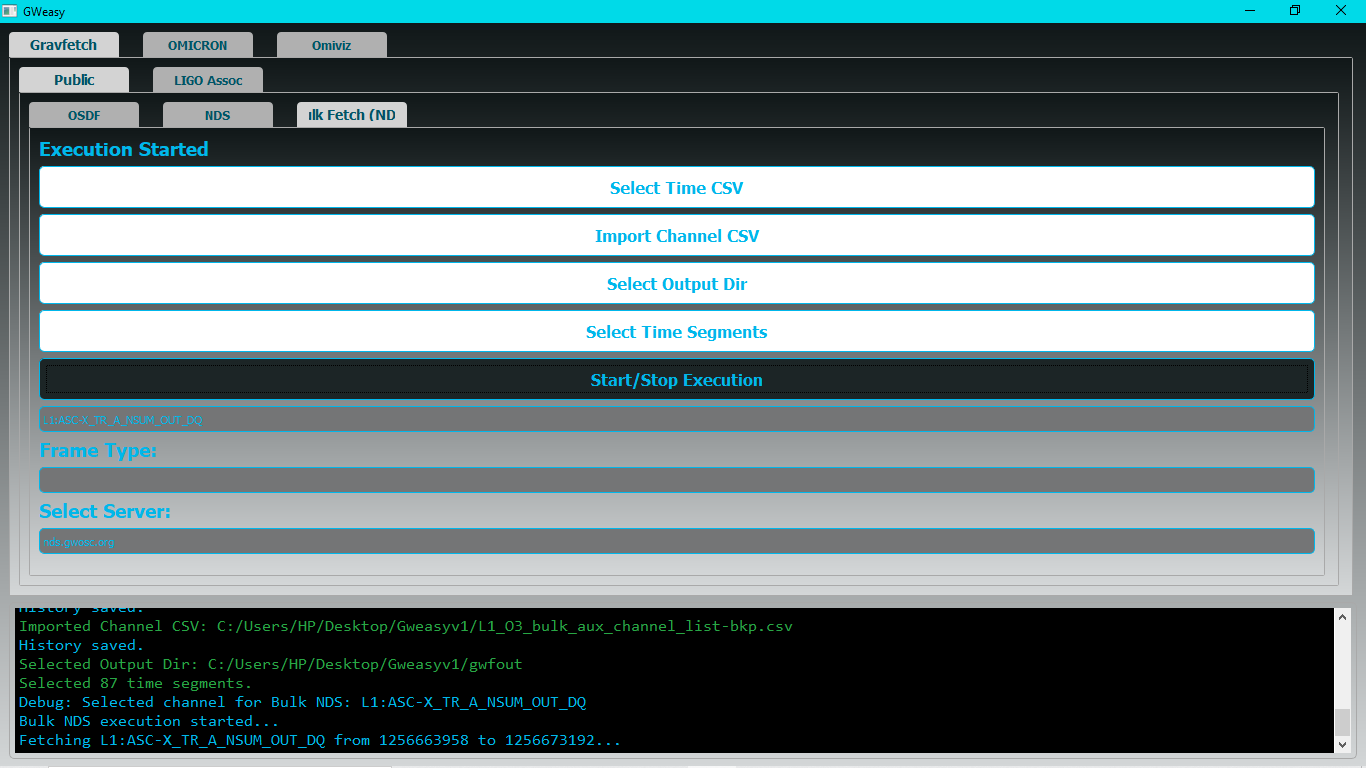 GWeasy
Gravfetch OMICRON Omiviz
Public LIGO Assoc
OSDF NDS ılk Fetch (ND
Execution Started
Select Time CSV
Import Channel CSV
Select Output Dir
Select Time Segments
Start/Stop Execution
L1:ASC-X_TR_A_NSUM_OUT_DQ
Frame Type:
Select Server:
nds.gwosc.org
History saved.
Imported Channel CSV: C:/Users/HP/Desktop/Gweasyv1/L1_O3_bulk_aux_channel_list-bkp.csv
History saved.
Selected Output Dir: C:/Users/HP/Desktop/Gweasyv1/gwfout
Selected 87 time segments.
Debug: Selected channel for Bulk NDS: L1:ASC-X_TR_A_NSUM_OUT_DQ
Bulk NDS execution started...
Fetching L1:ASC-X_TR_A_NSUM_OUT_DQ from 1256663958 to 1256673192...